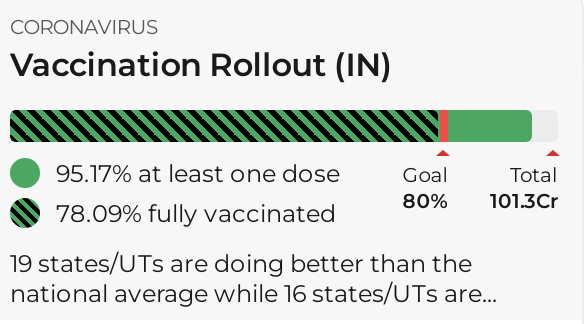 CORONAVIRUS
Vaccination Rollout (IN)
95.17% at least one dose
78.09% fully vaccinated
Goal
80%
Total
101.3Cr
19 states/UTs are doing better than the
national average while 16 states/UTs are...